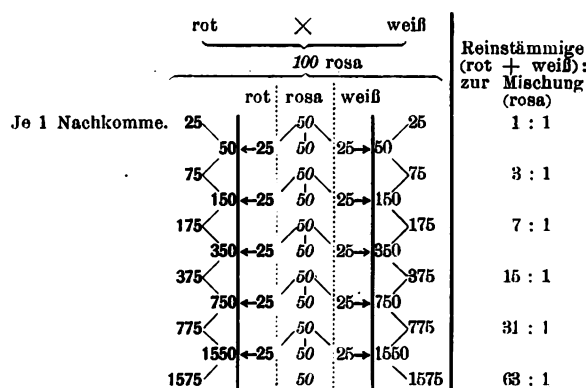 rot × weiß
100 rosa
rot rosa weiß
Reinstämmige
(rot + weiß):
zur Mischung
(rosa)
Je 1 Nachkomme. 25 50 25 1 : 1
50 25 50 25 50
75 50 75 3 : 1
150 25 50 25 150
175 50 175 7 : 1
350 25 50 25 350
375 50 375 15 : 1
750 25 50 25 750
775 50 775 31 : 1
1550 25 50 25 1550
1575 50 1575 63 : 1